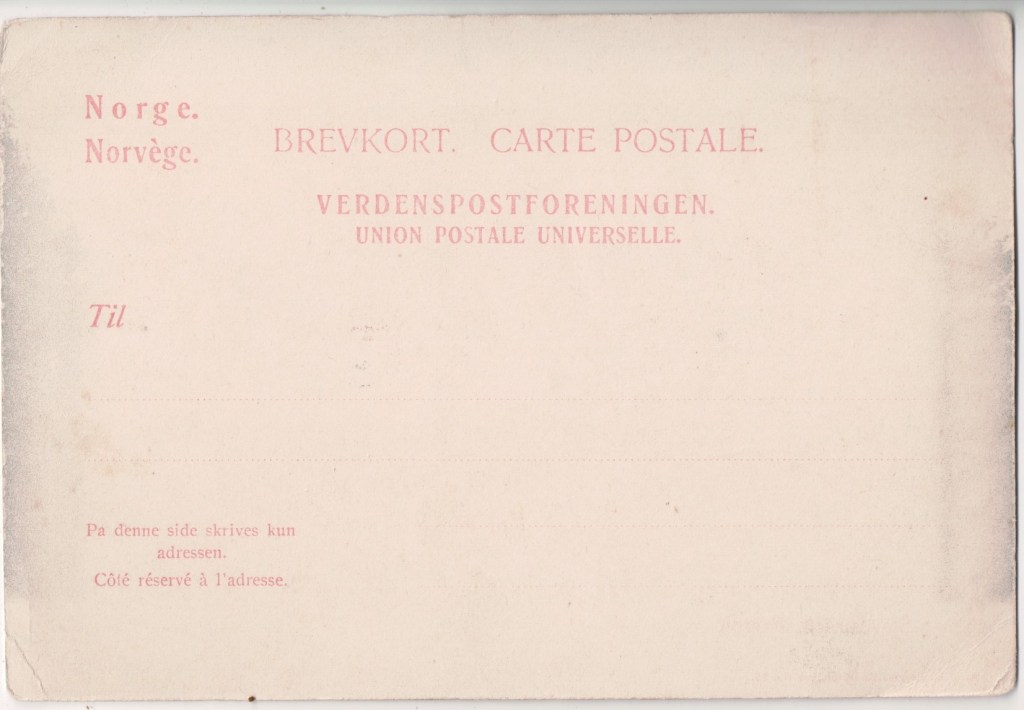 Norge.
Norvège.
BREVKORT. CARTE POSTALE.
VERDENSPOSTFORENINGEN.
UNION POSTALE UNIVERSELLE.
Til
Pa denne side skrives kun
adressen.
Côté réservé à l'adresse.